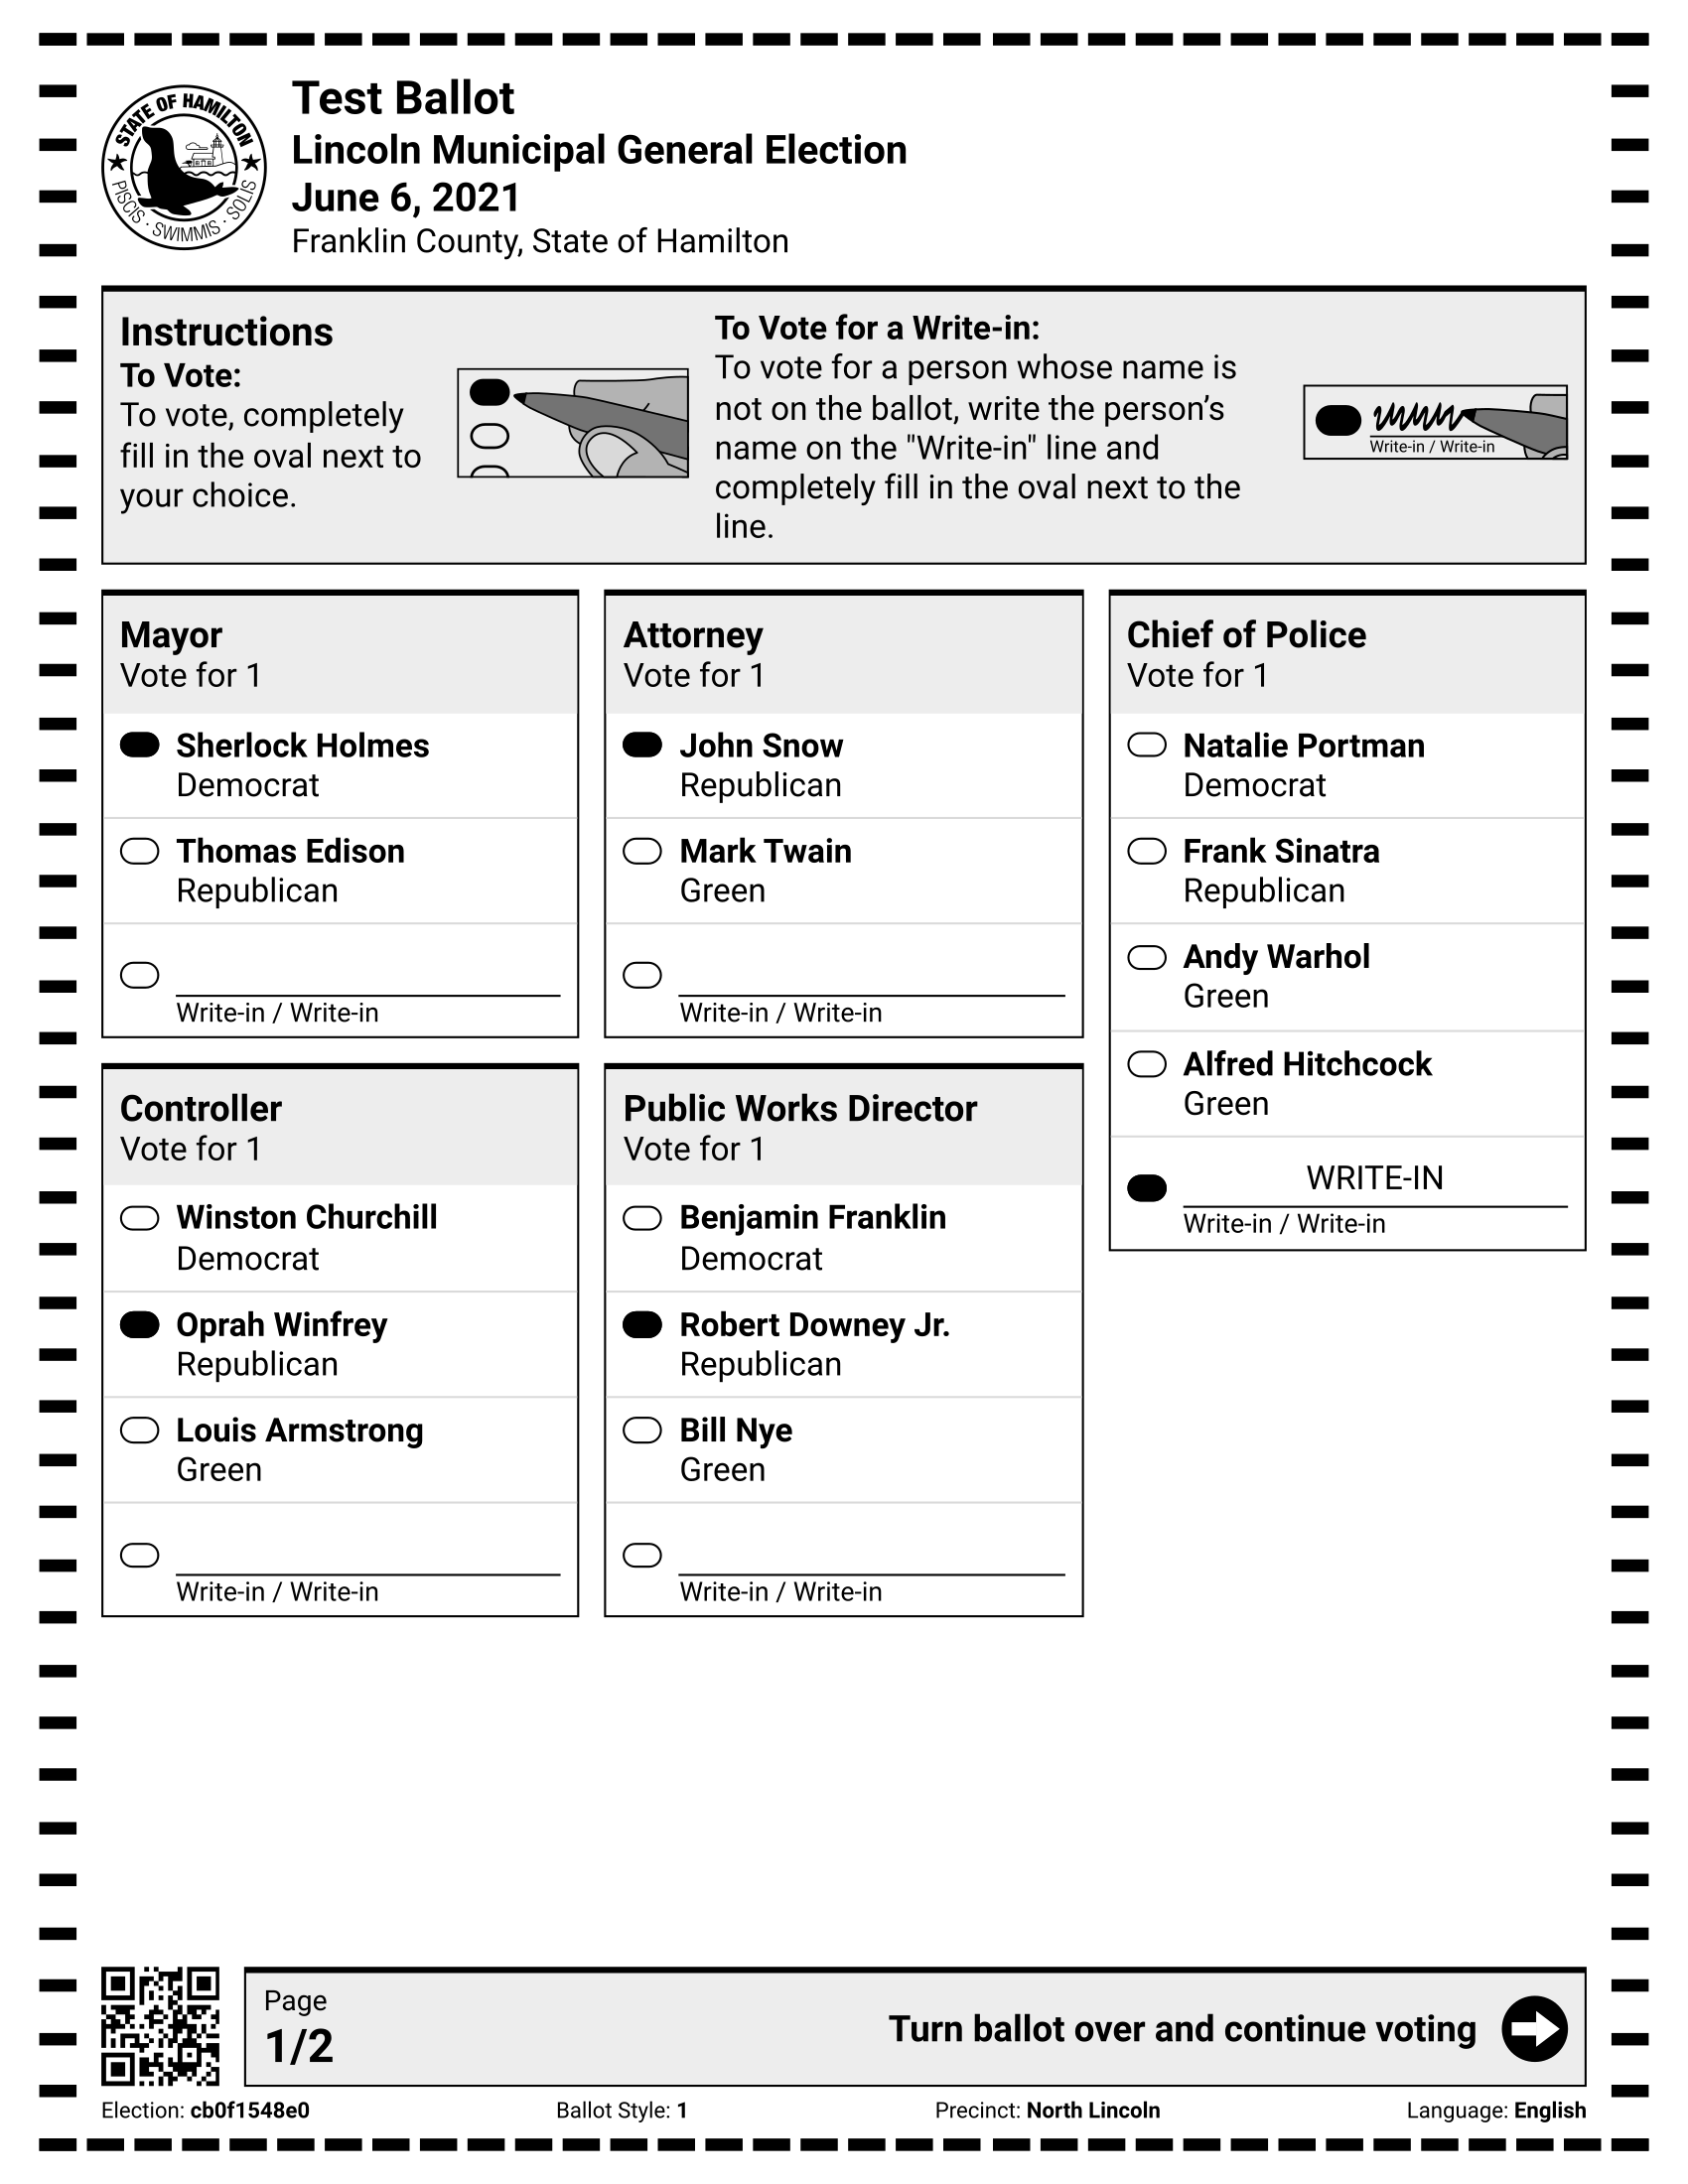 STATE OF HAMILTON
PISCIS · SWIMMIS · SOLIS
Test Ballot
Lincoln Municipal General Election
June 6, 2021
Franklin County, State of Hamilton
Instructions
To Vote:
To vote, completely
fill in the oval next to
your choice.
To Vote for a Write-in:
To vote for a person whose name is
not on the ballot, write the person’s
name on the "Write-in" line and
completely fill in the oval next to the
line.
Write-in / Write-in
Mayor
Vote for 1
Sherlock Holmes
Democrat
Thomas Edison
Republican
Write-in / Write-in
Controller
Vote for 1
Winston Churchill
Democrat
Oprah Winfrey
Republican
Louis Armstrong
Green
Write-in / Write-in
Attorney
Vote for 1
John Snow
Republican
Mark Twain
Green
Write-in / Write-in
Public Works Director
Vote for 1
Benjamin Franklin
Democrat
Robert Downey Jr.
Republican
Bill Nye
Green
Write-in / Write-in
Chief of Police
Vote for 1
Natalie Portman
Democrat
Frank Sinatra
Republican
Andy Warhol
Green
Alfred Hitchcock
Green
WRITE-IN
Write-in / Write-in
Page
1/2
Turn ballot over and continue voting
Election: cb0f1548e0 Ballot Style: 1 Precinct: North Lincoln Language: English